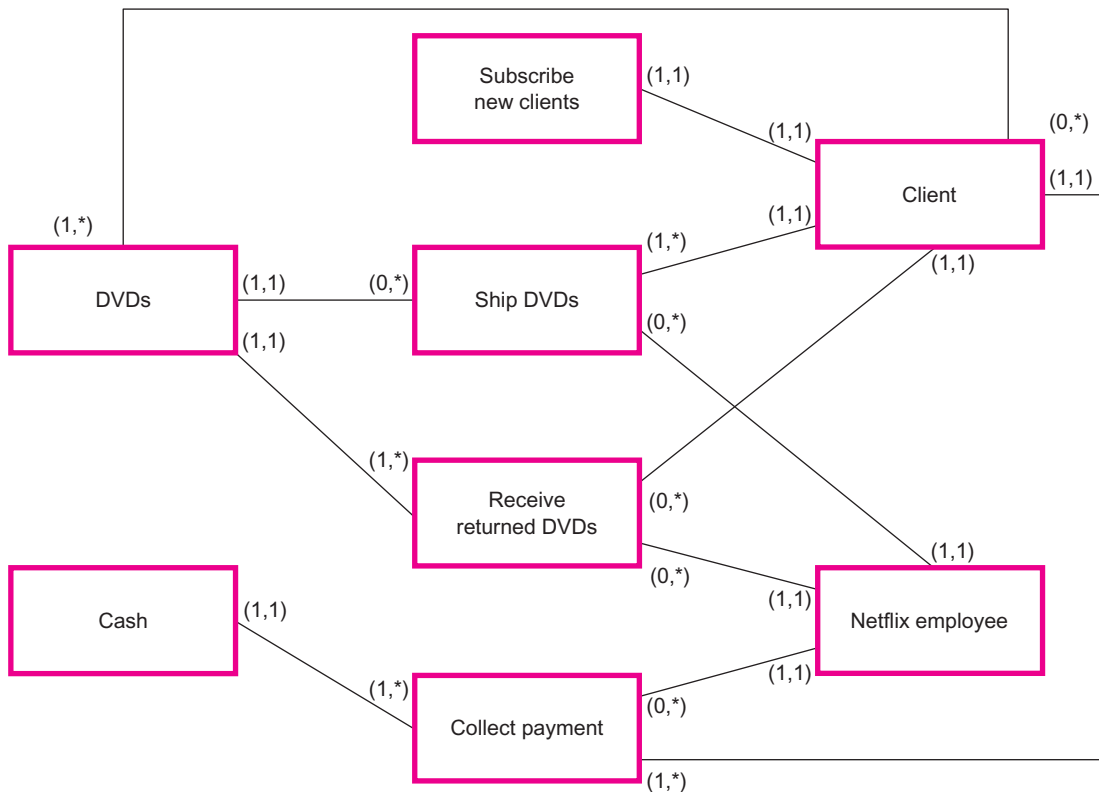 Subscribe
new clients
(1,1)
(1,1)
(0,*)
Client
(1,1)
(1,*)
(1,*)
(1,1)
DVDs
(1,1)
(0,*)
Ship DVDs
(1,1)
(1,1)
(0,*)
(1,*)
Receive
returned DVDs
(0,*)
(0,*)
(1,1)
(1,1)
Netflix employee
Cash
(1,1)
(1,*)
Collect payment
(0,*)
(1,1)
(1,*)